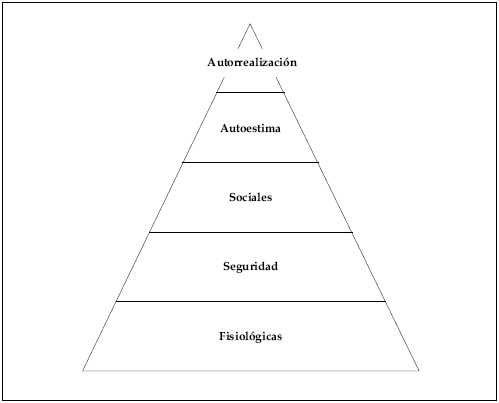 Autorrealización
Autoestima
Sociales
Seguridad
Fisiológicas